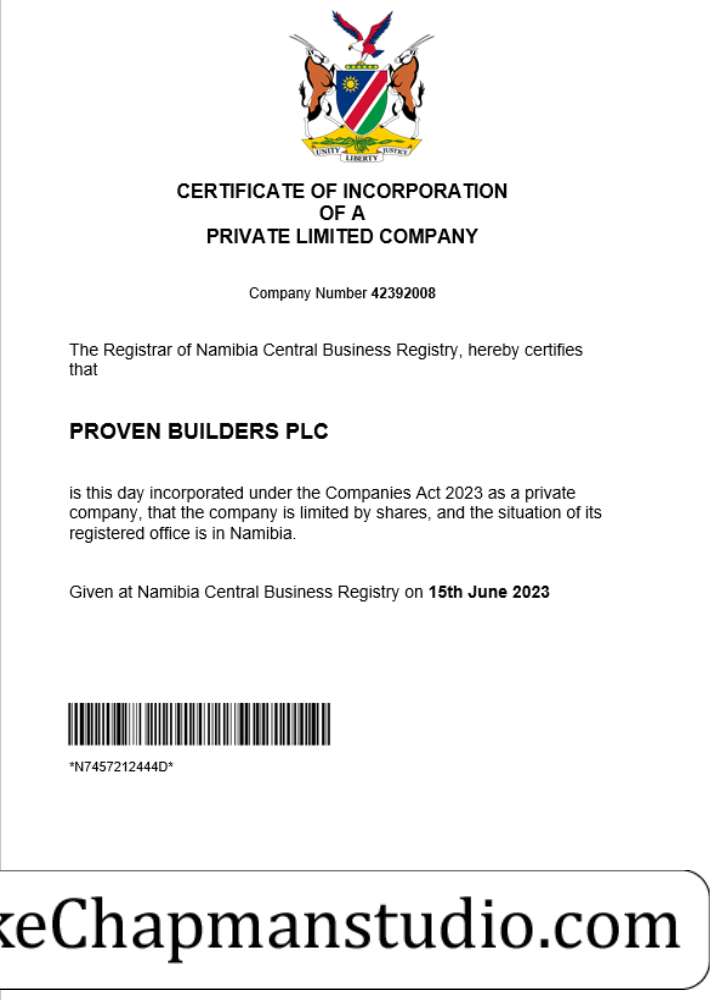 UNITY
LIBERTY
JUSTICE
CERTIFICATE OF INCORPORATION
OF A
PRIVATE LIMITED COMPANY
Company Number 42392008
The Registrar of Namibia Central Business Registry, hereby certifies
that
PROVEN BUILDERS PLC
is this day incorporated under the Companies Act 2023 as a private
company, that the company is limited by shares, and the situation of its
registered office is in Namibia.
Given at Namibia Central Business Registry on 15th June 2023
*N7457212444D*
keChapmanstudio.com